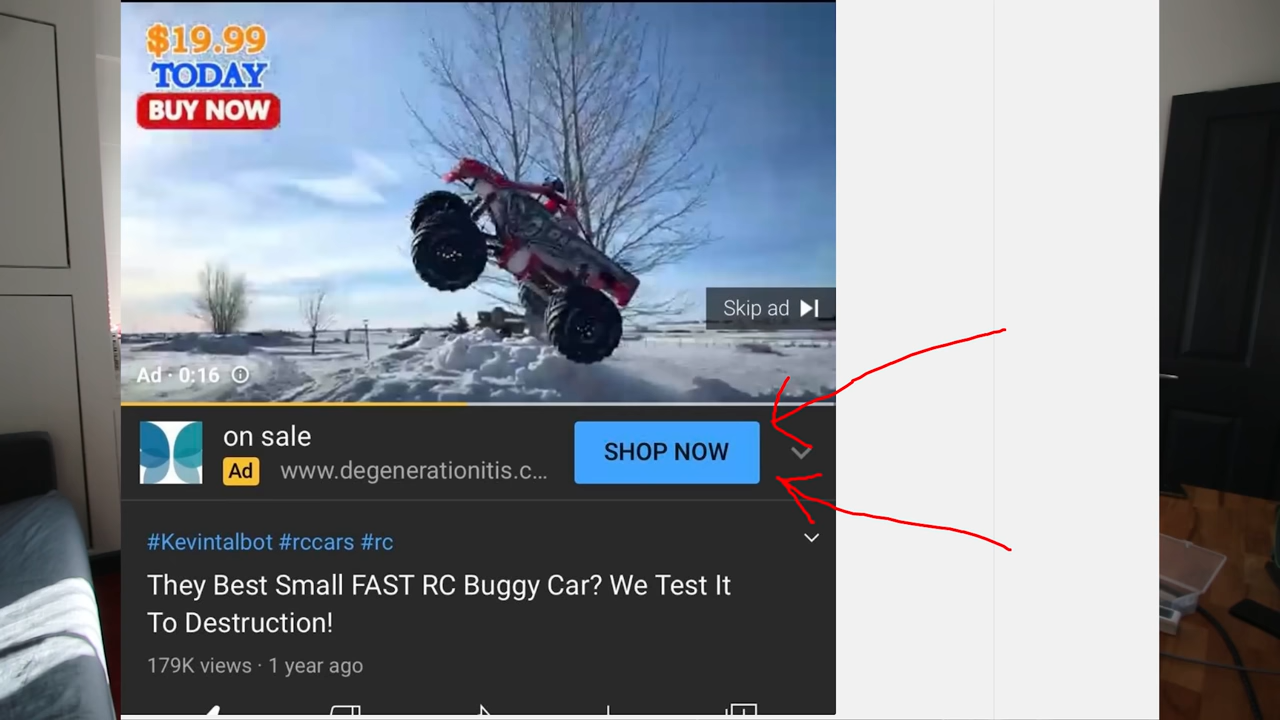 $19.99
TODAY
BUY NOW
Skip ad
Ad · 0:16
on sale
SHOP NOW
Ad www.degenerationitis.c...
#Kevintalbot #rccars #rc
They Best Small FAST RC Buggy Car? We Test It
To Destruction!
179K views · 1 year ago